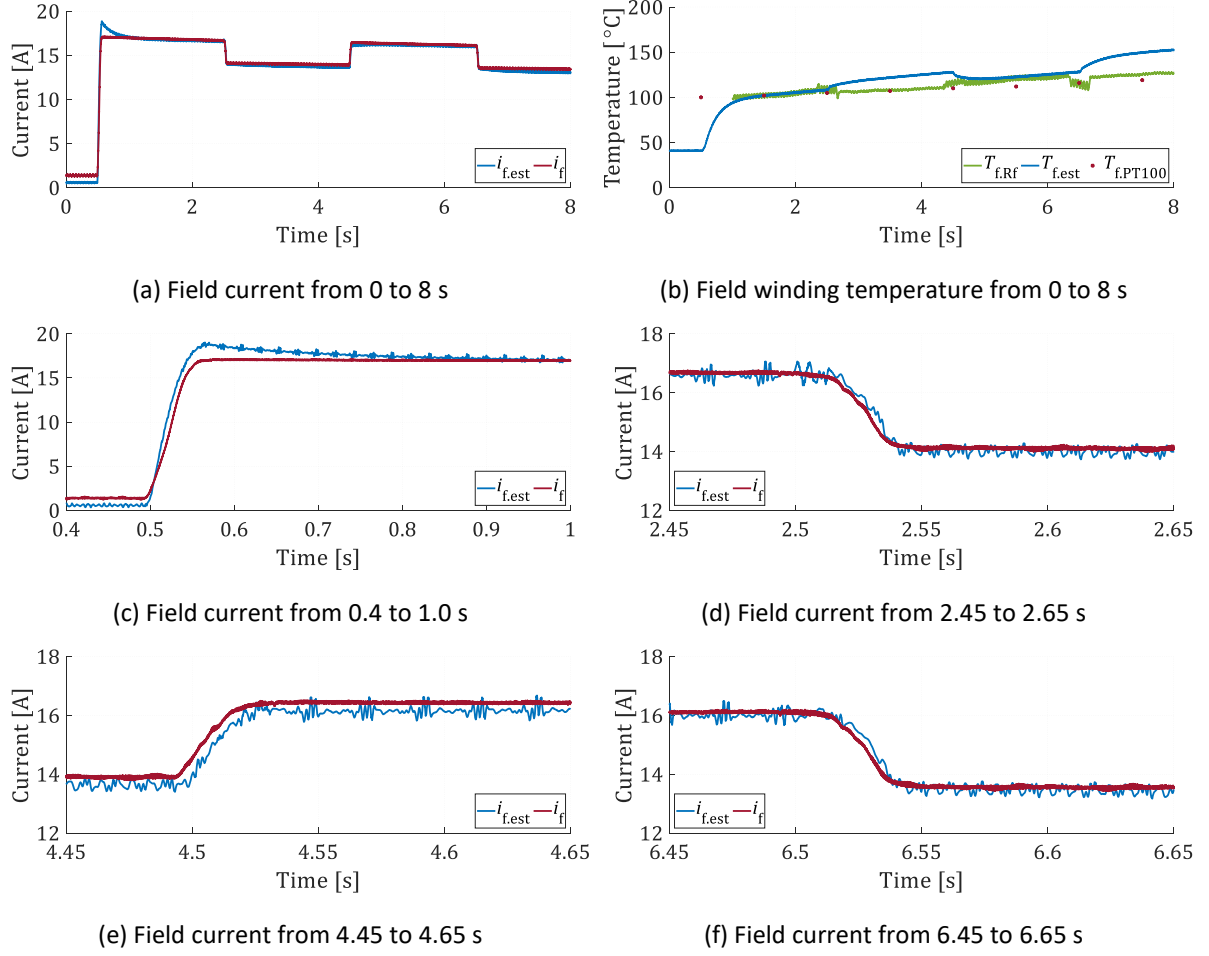 20
15
10
5
0
Current [A]
0 2 4 6 8
Time [s]
i_f.est i_f
(a) Field current from 0 to 8 s
200
150
100
50
0
Temperature [°C]
0 2 4 6 8
Time [s]
T_f.Rf T_f.est T_f.PT100
(b) Field winding temperature from 0 to 8 s
20
15
10
5
0
Current [A]
0.4 0.5 0.6 0.7 0.8 0.9 1
Time [s]
i_f.est i_f
(c) Field current from 0.4 to 1.0 s
18
16
14
12
Current [A]
2.45 2.5 2.55 2.6 2.65
Time [s]
i_f.est i_f
(d) Field current from 2.45 to 2.65 s
18
16
14
12
Current [A]
4.45 4.5 4.55 4.6 4.65
Time [s]
i_f.est i_f
(e) Field current from 4.45 to 4.65 s
18
16
14
12
Current [A]
6.45 6.5 6.55 6.6 6.65
Time [s]
i_f.est i_f
(f) Field current from 6.45 to 6.65 s